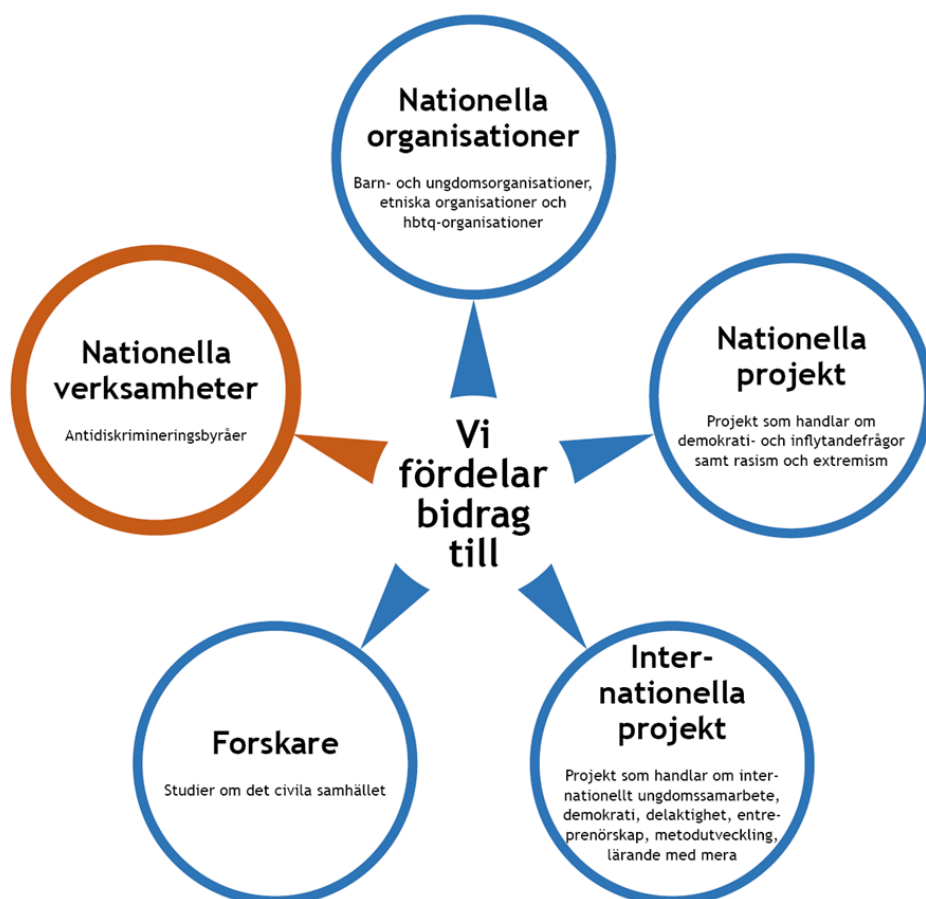 Nationella
organisationer
Barn- och ungdomsorganisationer,
etniska organisationer och
hbtq-organisationer
Nationella
verksamheter
Antidiskrimineringsbyråer
Nationella
projekt
Projekt som handlar om
demokrati- och inflytandefrågor
samt rasism och extremism
Vi
fördelar
bidrag
till
Forskare
Studier om det civila samhället
Inter-
nationella
projekt
Projekt som handlar om inter-
nationellt ungdomssamarbete,
demokrati, delaktighet, entre-
prenörskap, metodutveckling,
lärande med mera